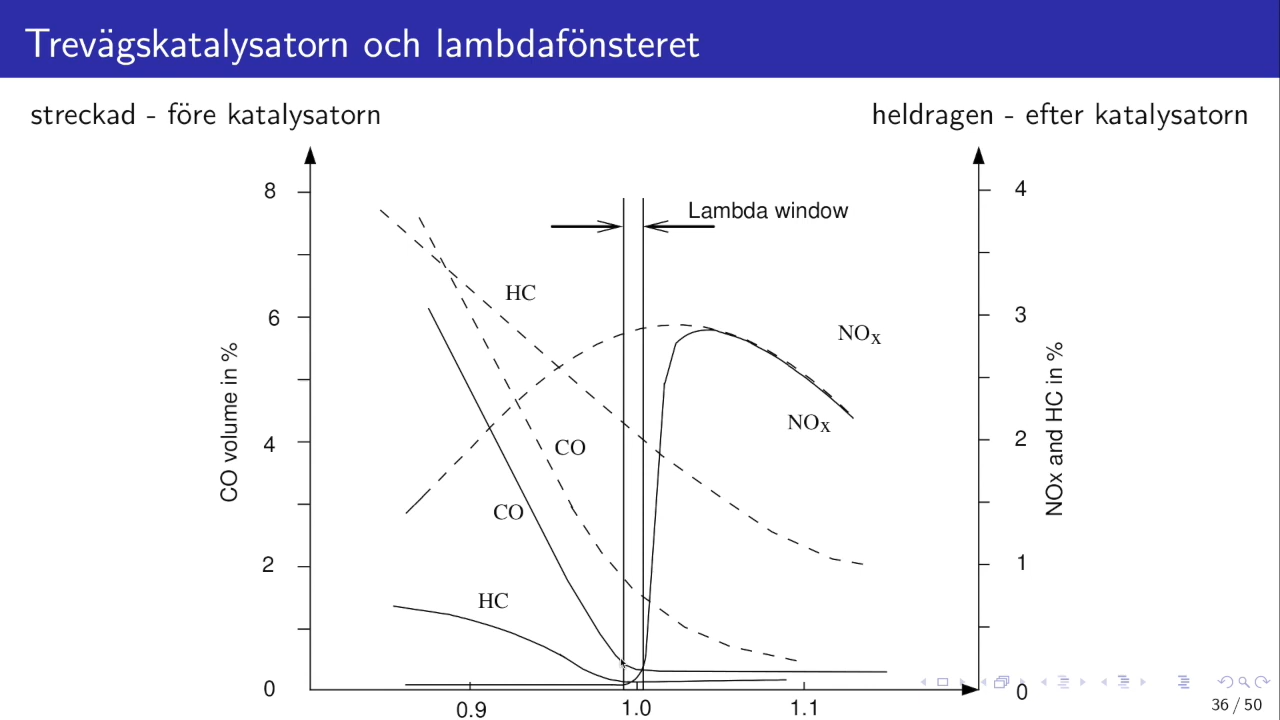 Trevägskatalysatorn och lambdafönsteret
streckad - före katalysatorn
heldragen - efter katalysatorn
8
4
Lambda window
HC
6
3
NOx
CO volume in %
NOx and HC in %
NOx
4
2
CO
CO
2
1
HC
0
0
0.9
1.0
1.1
36 / 50